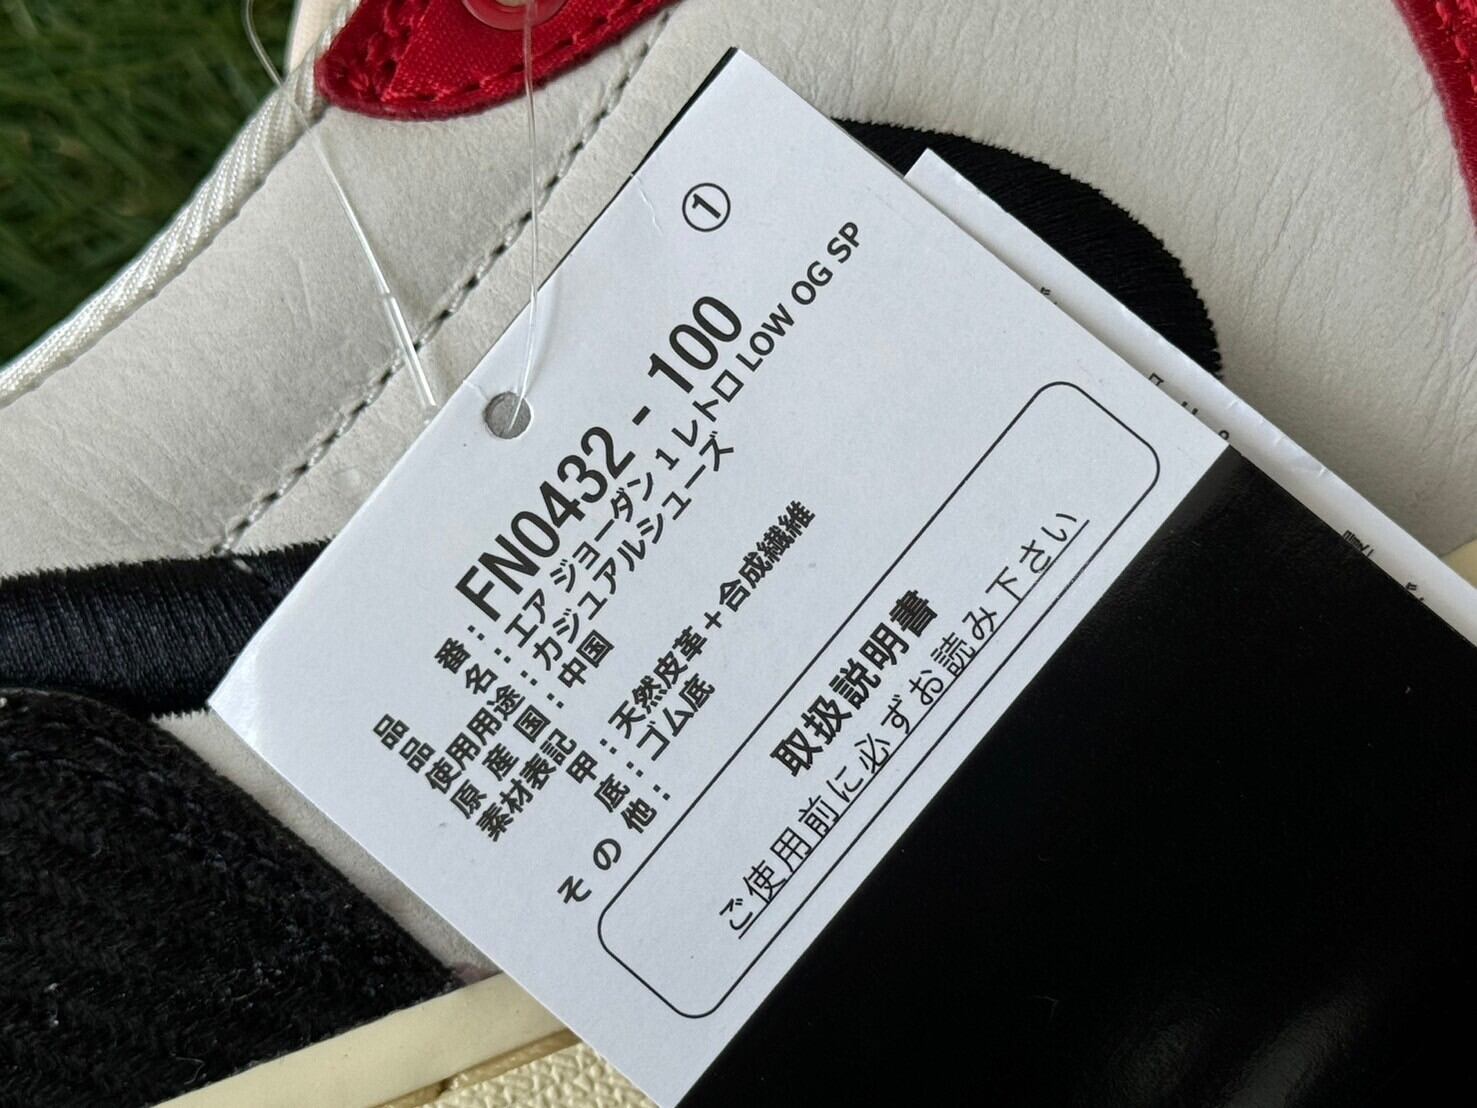 ①
品 番：FN0432 - 100
品 名：エア ジョーダン 1 レトロ LOW OG SP
使用用途：カジュアルシューズ
原 産 国：中国
素材表記
甲：天然皮革＋合成繊維
底：ゴム底
そ の 他：
取扱説明書
ご使用前に必ずお読み下さい